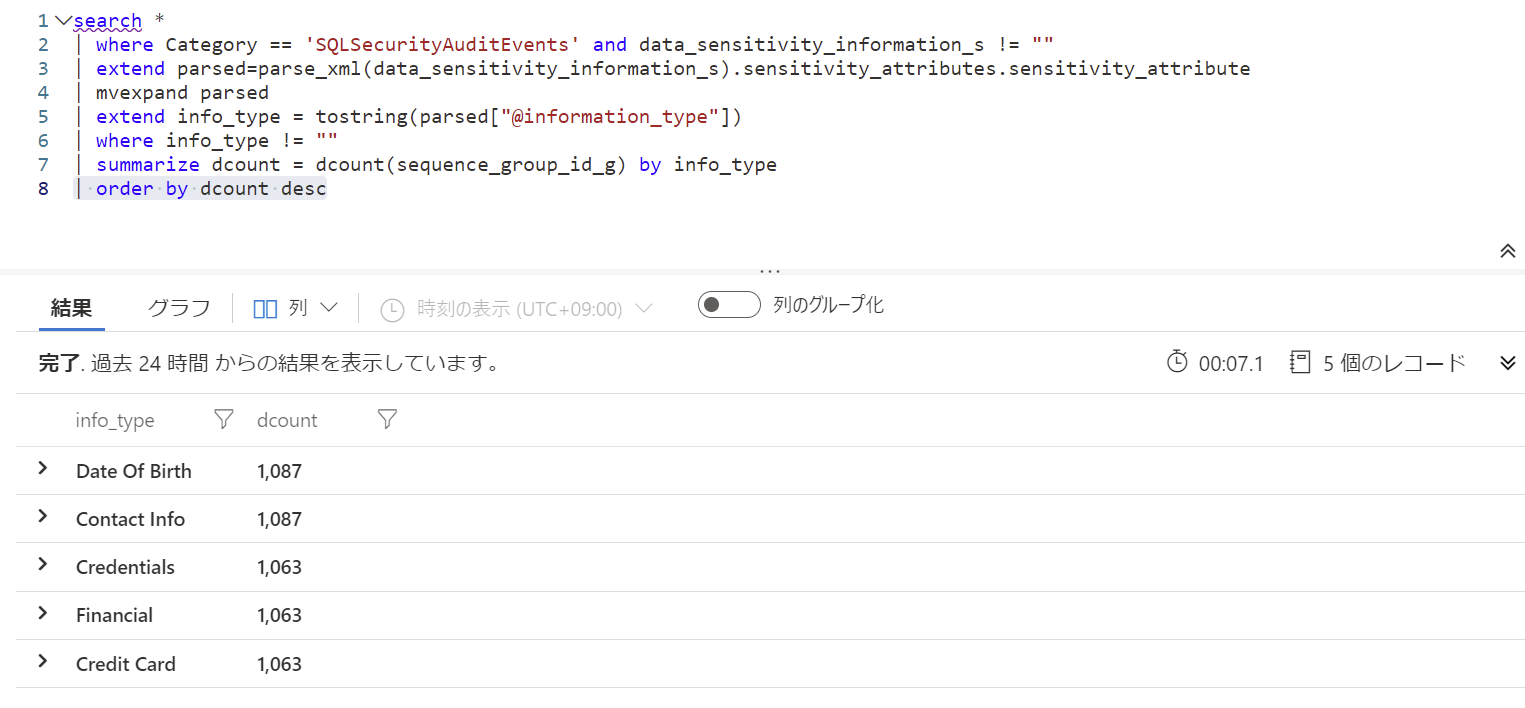 1 search *
2 | where Category == 'SQLSecurityAuditEvents' and data_sensitivity_information_s != ""
3 | extend parsed=parse_xml(data_sensitivity_information_s).sensitivity_attributes.sensitivity_attribute
4 | mvexpand parsed
5 | extend info_type = tostring(parsed["@information_type"])
6 | where info_type != ""
7 | summarize dcount = dcount(sequence_group_id_g) by info_type
8 | order by dcount desc
結果 グラフ 列 時刻の表示 (UTC+09:00) 列のグループ化
完了. 過去 24 時間 からの結果を表示しています。 00:07.1 5 個のレコード
info_type dcount
Date Of Birth 1,087
Contact Info 1,087
Credentials 1,063
Financial 1,063
Credit Card 1,063